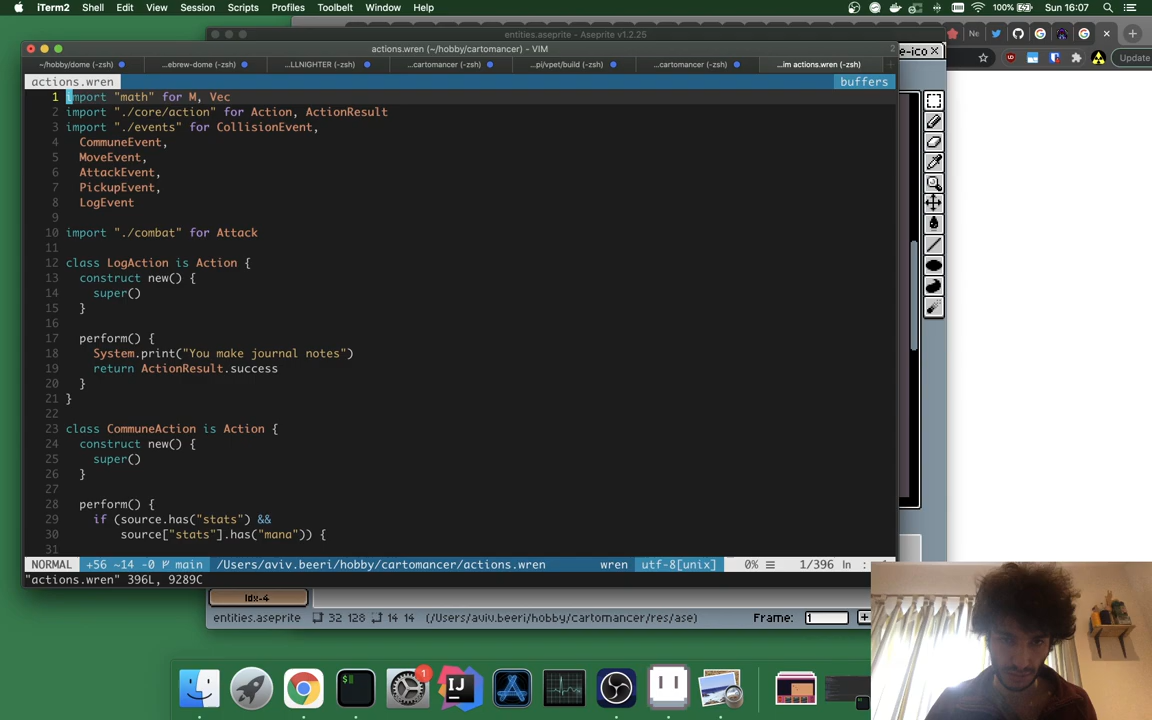 iTerm2 Shell Edit View Session Scripts Profiles Toolbelt Window Help 100% Sun 16:07
entities.aseprite - Aseprite v1.2.25
actions.wren (~/hobby/cartomancer) - VIM
~/hobby/dome (-zsh) ...ebrew-dome (-zsh) ...LLNIGHTER (-zsh) ...cartomancer (-zsh) ...pi/vpet/build (-zsh) ...cartomancer (-zsh) ...im actions.wren (-zsh)
e-ico
Update
actions.wren buffers
1 import "math" for M, Vec
2 import "./core/action" for Action, ActionResult
3 import "./events" for CollisionEvent,
4 CommuneEvent,
5 MoveEvent,
6 AttackEvent,
7 PickupEvent,
8 LogEvent
9
10 import "./combat" for Attack
11
12 class LogAction is Action {
13 construct new() {
14 super()
15 }
16
17 perform() {
18 System.print("You make journal notes")
19 return ActionResult.success
20 }
21 }
22
23 class CommuneAction is Action {
24 construct new() {
25 super()
26 }
27
28 perform() {
29 if (source.has("stats") &&
30 source["stats"].has("mana")) {
31
NORMAL +56 ~14 -0 main /Users/aviv.beeri/hobby/cartomancer/actions.wren wren utf-8[unix] 0% 1/396 ln :
"actions.wren" 396L, 9289C
Idx-4
entities.aseprite 32 128 14 14 (/Users/aviv.beeri/hobby/cartomancer/res/ase) Frame: 1
1